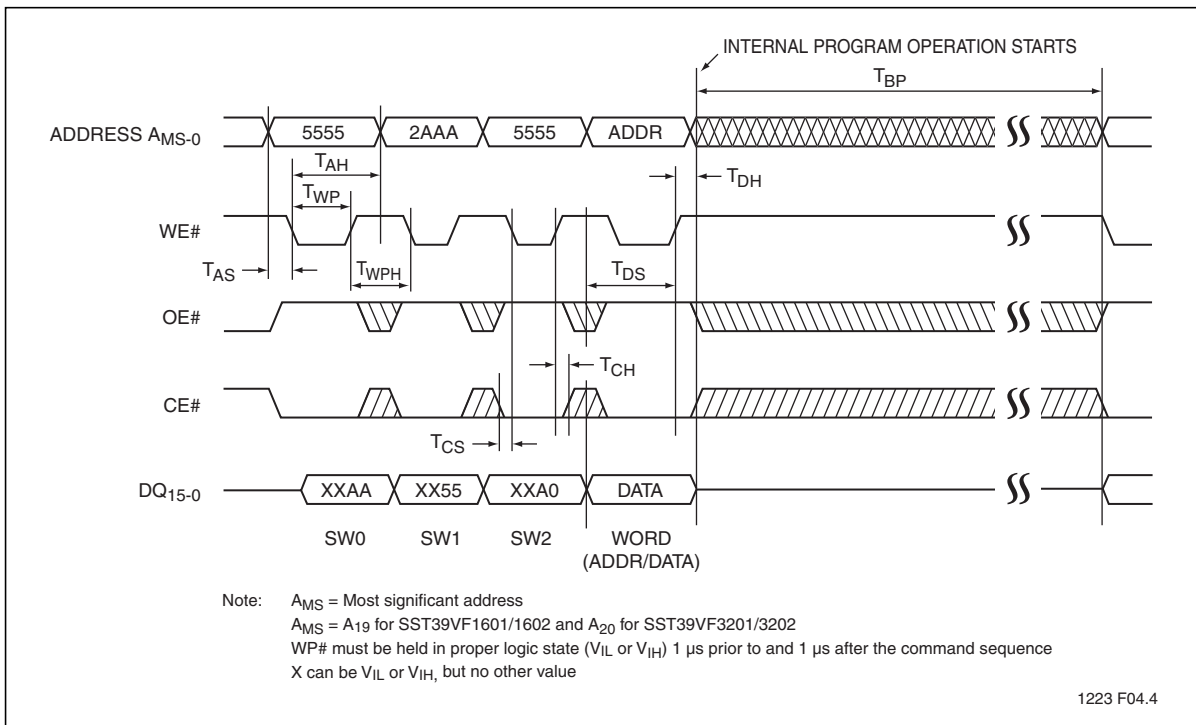 INTERNAL PROGRAM OPERATION STARTS
TBP
ADDRESS AMS-0
5555
2AAA
5555
ADDR
TAH
TDH
TWP
WE#
TAS
TWPH
TDS
OE#
TCH
CE#
TCS
DQ15-0
XXAA
XX55
XXA0
DATA
SW0
SW1
SW2
WORD
(ADDR/DATA)
Note: AMS = Most significant address
AMS = A19 for SST39VF1601/1602 and A20 for SST39VF3201/3202
WP# must be held in proper logic state (VIL or VIH) 1 µs prior to and 1 µs after the command sequence
X can be VIL or VIH, but no other value
1223 F04.4